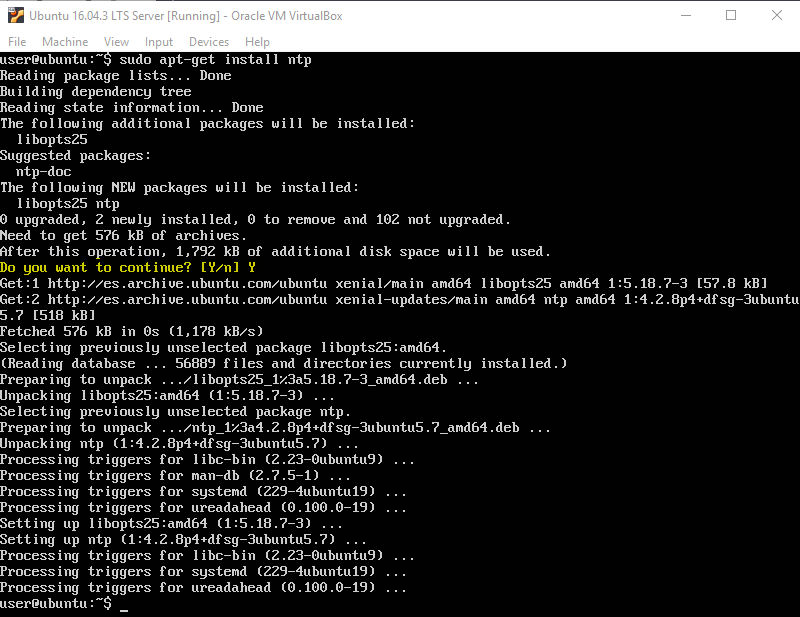 Ubuntu 16.04.3 LTS Server [Running] - Oracle VM VirtualBox
File Machine View Input Devices Help
user@ubuntu:~$ sudo apt-get install ntp
Reading package lists... Done
Building dependency tree
Reading state information... Done
The following additional packages will be installed:
  libopts25
Suggested packages:
  ntp-doc
The following NEW packages will be installed:
  libopts25 ntp
0 upgraded, 2 newly installed, 0 to remove and 102 not upgraded.
Need to get 576 kB of archives.
After this operation, 1,792 kB of additional disk space will be used.
Do you want to continue? [Y/n] Y
Get:1 http://es.archive.ubuntu.com/ubuntu xenial/main amd64 libopts25 amd64 1:5.18.7-3 [57.8 kB]
Get:2 http://es.archive.ubuntu.com/ubuntu xenial-updates/main amd64 ntp amd64 1:4.2.8p4+dfsg-3ubuntu
5.7 [518 kB]
Fetched 576 kB in 0s (1,178 kB/s)
Selecting previously unselected package libopts25:amd64.
(Reading database ... 56889 files and directories currently installed.)
Preparing to unpack .../libopts25_1%3a5.18.7-3_amd64.deb ...
Unpacking libopts25:amd64 (1:5.18.7-3) ...
Selecting previously unselected package ntp.
Preparing to unpack .../ntp_1%3a4.2.8p4+dfsg-3ubuntu5.7_amd64.deb ...
Unpacking ntp (1:4.2.8p4+dfsg-3ubuntu5.7) ...
Processing triggers for libc-bin (2.23-0ubuntu9) ...
Processing triggers for man-db (2.7.5-1) ...
Processing triggers for systemd (229-4ubuntu19) ...
Processing triggers for ureadahead (0.100.0-19) ...
Setting up libopts25:amd64 (1:5.18.7-3) ...
Setting up ntp (1:4.2.8p4+dfsg-3ubuntu5.7) ...
Processing triggers for libc-bin (2.23-0ubuntu9) ...
Processing triggers for systemd (229-4ubuntu19) ...
Processing triggers for ureadahead (0.100.0-19) ...
user@ubuntu:~$ _